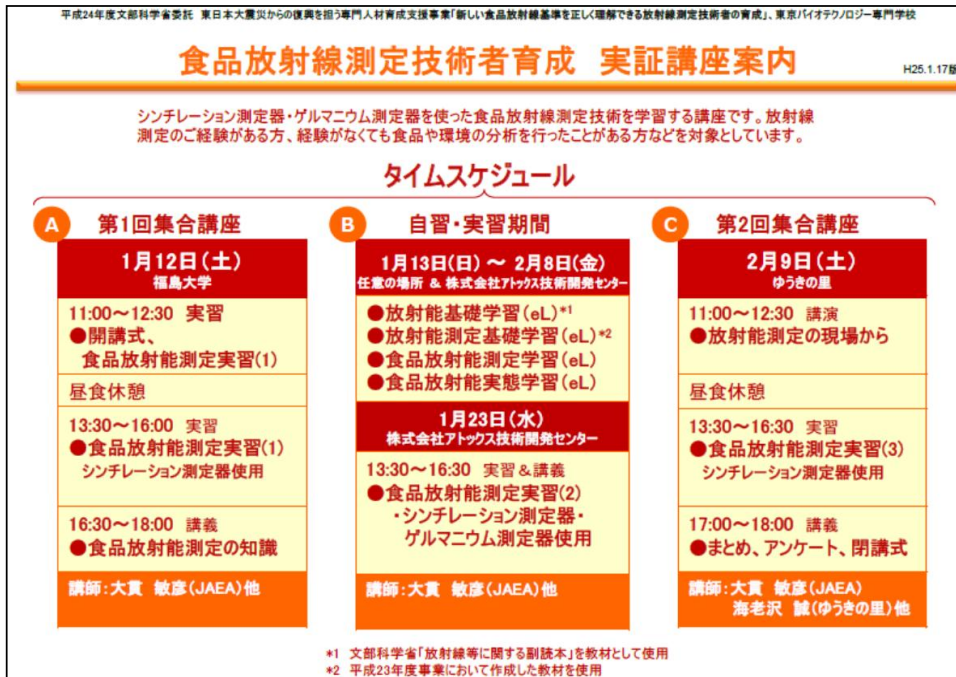 平成24年度文部科学省委託 東日本大震災からの復興を担う専門人材育成支援事業「新しい食品放射線基準を正しく理解できる放射線測定技術者の育成」、東京バイオテクノロジー専門学校
食品放射線測定技術者育成 実証講座案内
H25.1.17版
シンチレーション測定器・ゲルマニウム測定器を使った食品放射線測定技術を学習する講座です。放射線
測定のご経験がある方、経験がなくても食品や環境の分析を行ったことがある方などを対象としています。
タイムスケジュール
A 第1回集合講座
1月12日(土)
福島大学
11:00～12:30 実習
●開講式、
食品放射能測定実習(1)
昼食休憩
13:30～16:00 実習
●食品放射能測定実習(1)
シンチレーション測定器使用
16:30～18:00 講義
●食品放射能測定の知識
講師:大貫 敏彦(JAEA)他
B 自習・実習期間
1月13日(日) ～ 2月8日(金)
任意の場所 & 株式会社アトックス技術開発センター
●放射能基礎学習(eL)*1
●放射能測定基礎学習(eL)*2
●食品放射能測定学習(eL)
●食品放射能実態学習(eL)
1月23日(水)
株式会社アトックス技術開発センター
13:30～16:30 実習&講義
●食品放射能測定実習(2)
・シンチレーション測定器・
ゲルマニウム測定器使用
講師:大貫 敏彦(JAEA)他
C 第2回集合講座
2月9日(土)
ゆうきの里
11:00～12:30 講演
●放射能測定の現場から
昼食休憩
13:30～16:30 実習
●食品放射能測定実習(3)
シンチレーション測定器使用
17:00～18:00 講義
●まとめ、アンケート、閉講式
講師:大貫 敏彦(JAEA)
海老沢 誠(ゆうきの里)他
*1 文部科学省「放射線等に関する副読本」を教材として使用
*2 平成23年度事業において作成した教材を使用